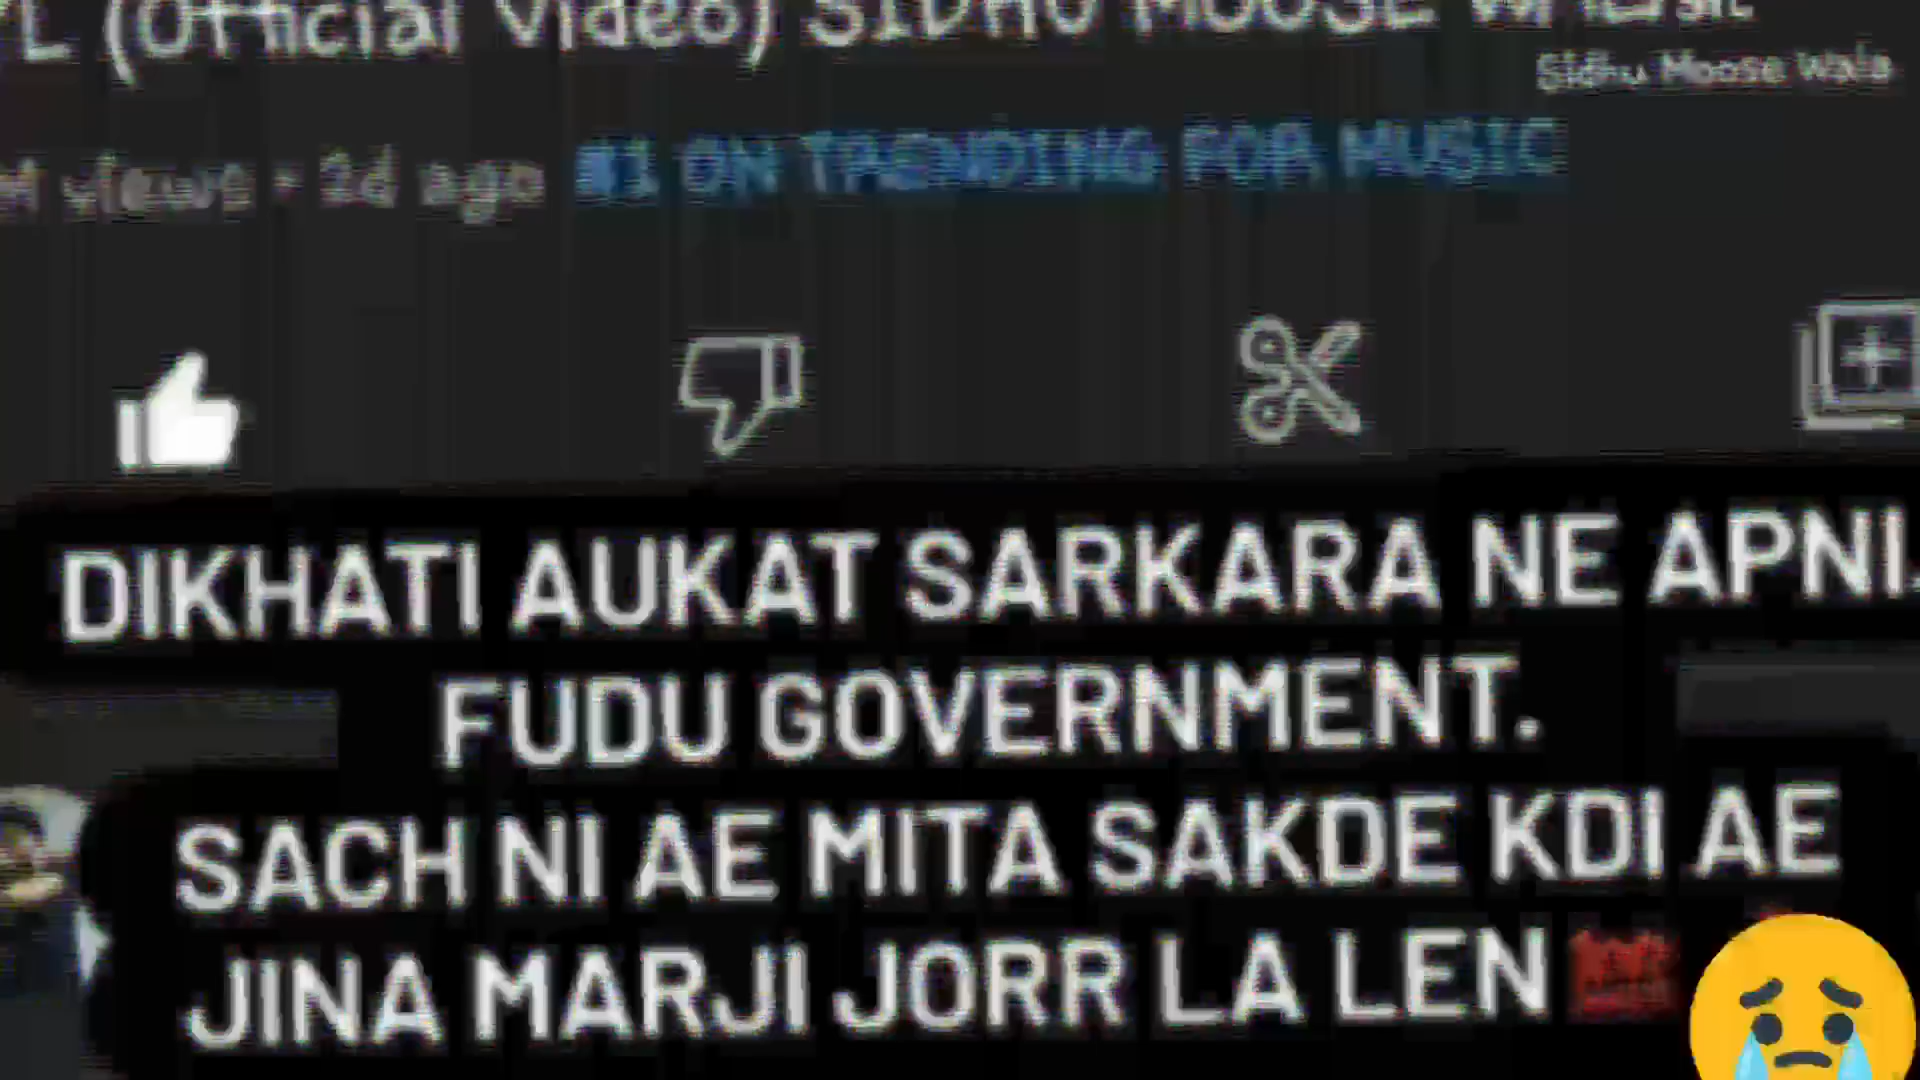 L (Official Video) SIDHU MOOSE WALA
Sidhu Moose Wala
M views • 2d ago #1 ON TRENDING FOR MUSIC
DIKHATI AUKAT SARKARA NE APNI.
FUDU GOVERNMENT.
SACH NI AE MITA SAKDE KDI AE
JINA MARJI JORR LA LEN